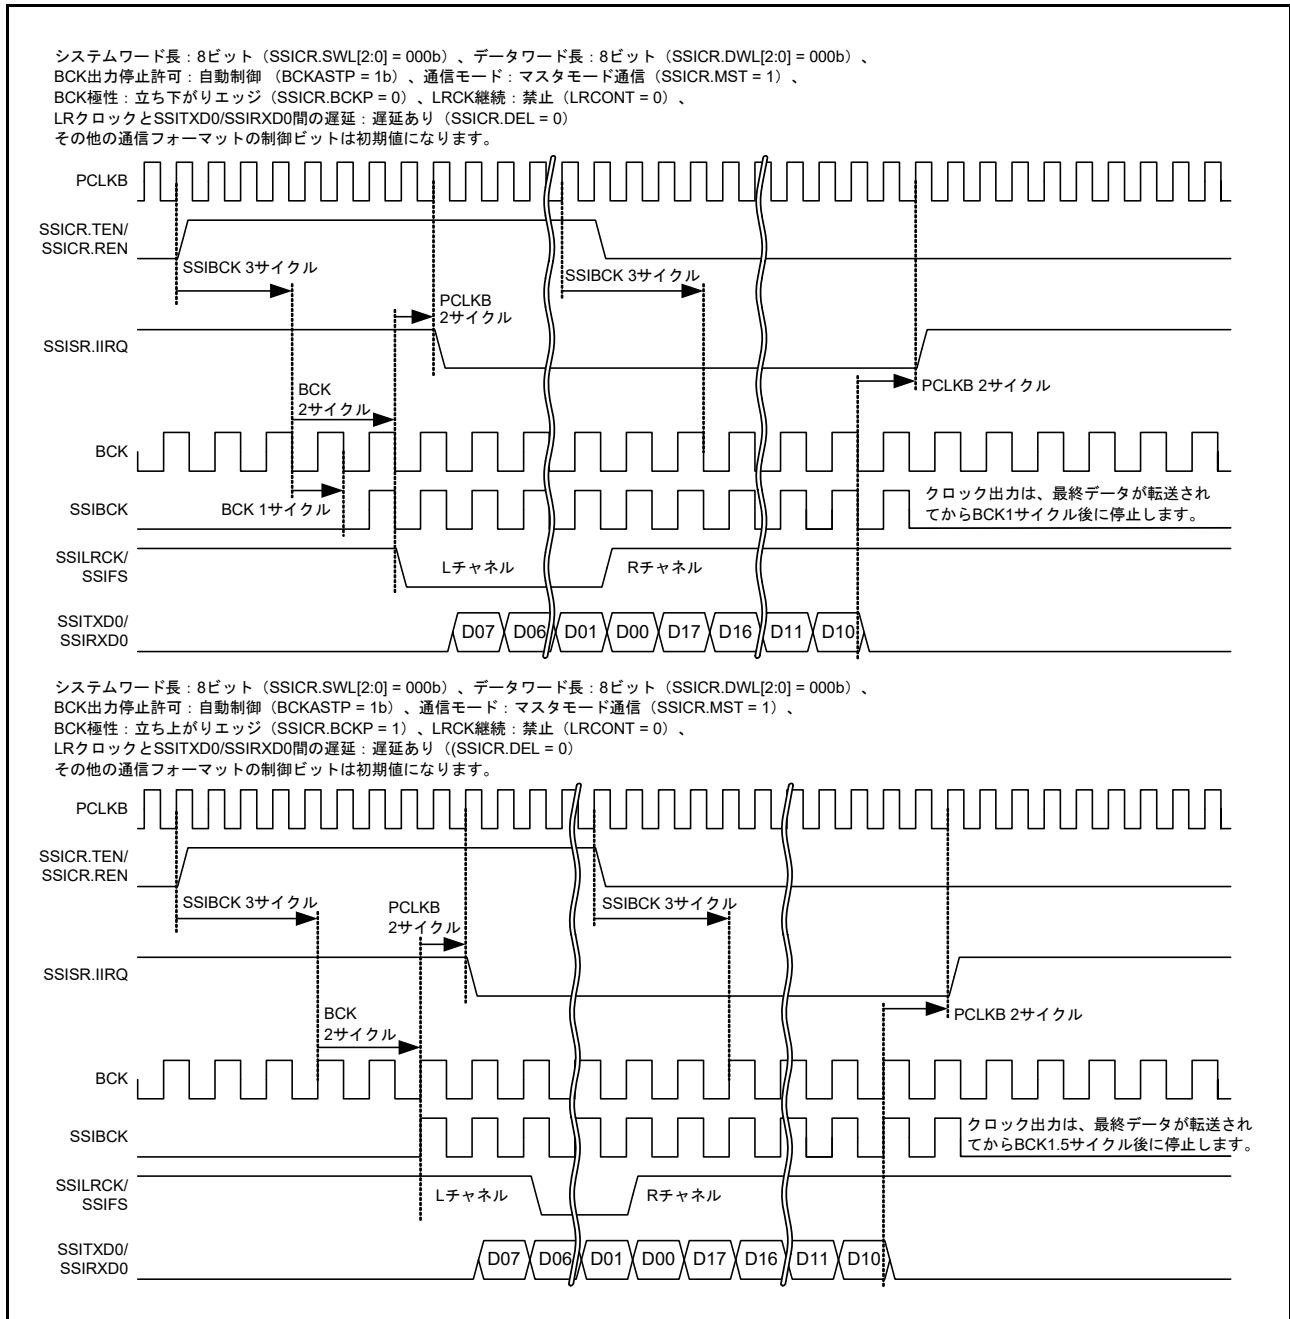 システムワード長：8ビット（SSICR.SWL[2:0] = 000b）、データワード長：8ビット（SSICR.DWL[2:0] = 000b）、
BCK出力停止許可：自動制御 （BCKASTP = 1b）、通信モード：マスタモード通信（SSICR.MST = 1）、
BCK極性：立ち下がりエッジ（SSICR.BCKP = 0）、LRCK継続：禁止（LRCONT = 0）、
LRクロックとSSITXD0/SSIRXD0間の遅延：遅延あり（SSICR.DEL = 0）
その他の通信フォーマットの制御ビットは初期値になります。
PCLKB
SSICR.TEN/
SSICR.REN
SSIBCK 3サイクル
SSIBCK 3サイクル
PCLKB
2サイクル
SSISR.IIRQ
PCLKB 2サイクル
BCK
2サイクル
BCK
SSIBCK
BCK 1サイクル
クロック出力は、最終データが転送され
てからBCK1サイクル後に停止します。
SSILRCK/
SSIFS
Lチャネル
Rチャネル
SSITXD0/
SSIRXD0
D07 D06 D01 D00 D17 D16 D11 D10
システムワード長：8ビット（SSICR.SWL[2:0] = 000b）、データワード長：8ビット（SSICR.DWL[2:0] = 000b）、
BCK出力停止許可：自動制御（BCKASTP = 1b）、通信モード：マスタモード通信（SSICR.MST = 1）、
BCK極性：立ち上がりエッジ（SSICR.BCKP = 1）、LRCK継続：禁止（LRCONT = 0）、
LRクロックとSSITXD0/SSIRXD0間の遅延：遅延あり（(SSICR.DEL = 0）
その他の通信フォーマットの制御ビットは初期値になります。
PCLKB
SSICR.TEN/
SSICR.REN
SSIBCK 3サイクル
PCLKB
2サイクル
SSIBCK 3サイクル
SSISR.IIRQ
BCK
2サイクル
PCLKB 2サイクル
BCK
SSIBCK
クロック出力は、最終データが転送され
てからBCK1.5サイクル後に停止します。
SSILRCK/
SSIFS
Lチャネル
Rチャネル
SSITXD0/
SSIRXD0
D07 D06 D01 D00 D17 D16 D11 D10